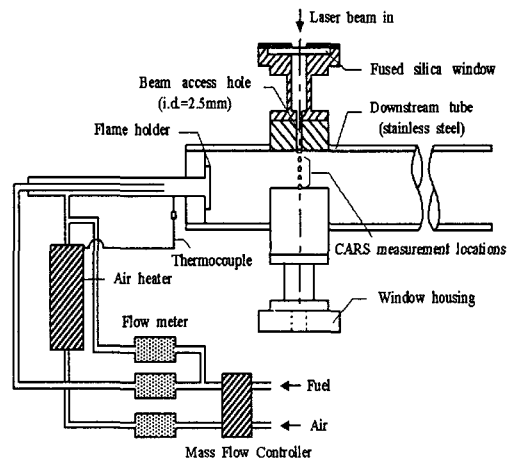 Laser beam in
Fused silica window
Beam access hole
(i.d.=2.5mm)
Downstream tube
(stainless steel)
Flame holder
CARS measurement locations
Thermocouple
Air heater
Window housing
Flow meter
Fuel
Air
Mass Flow Controller